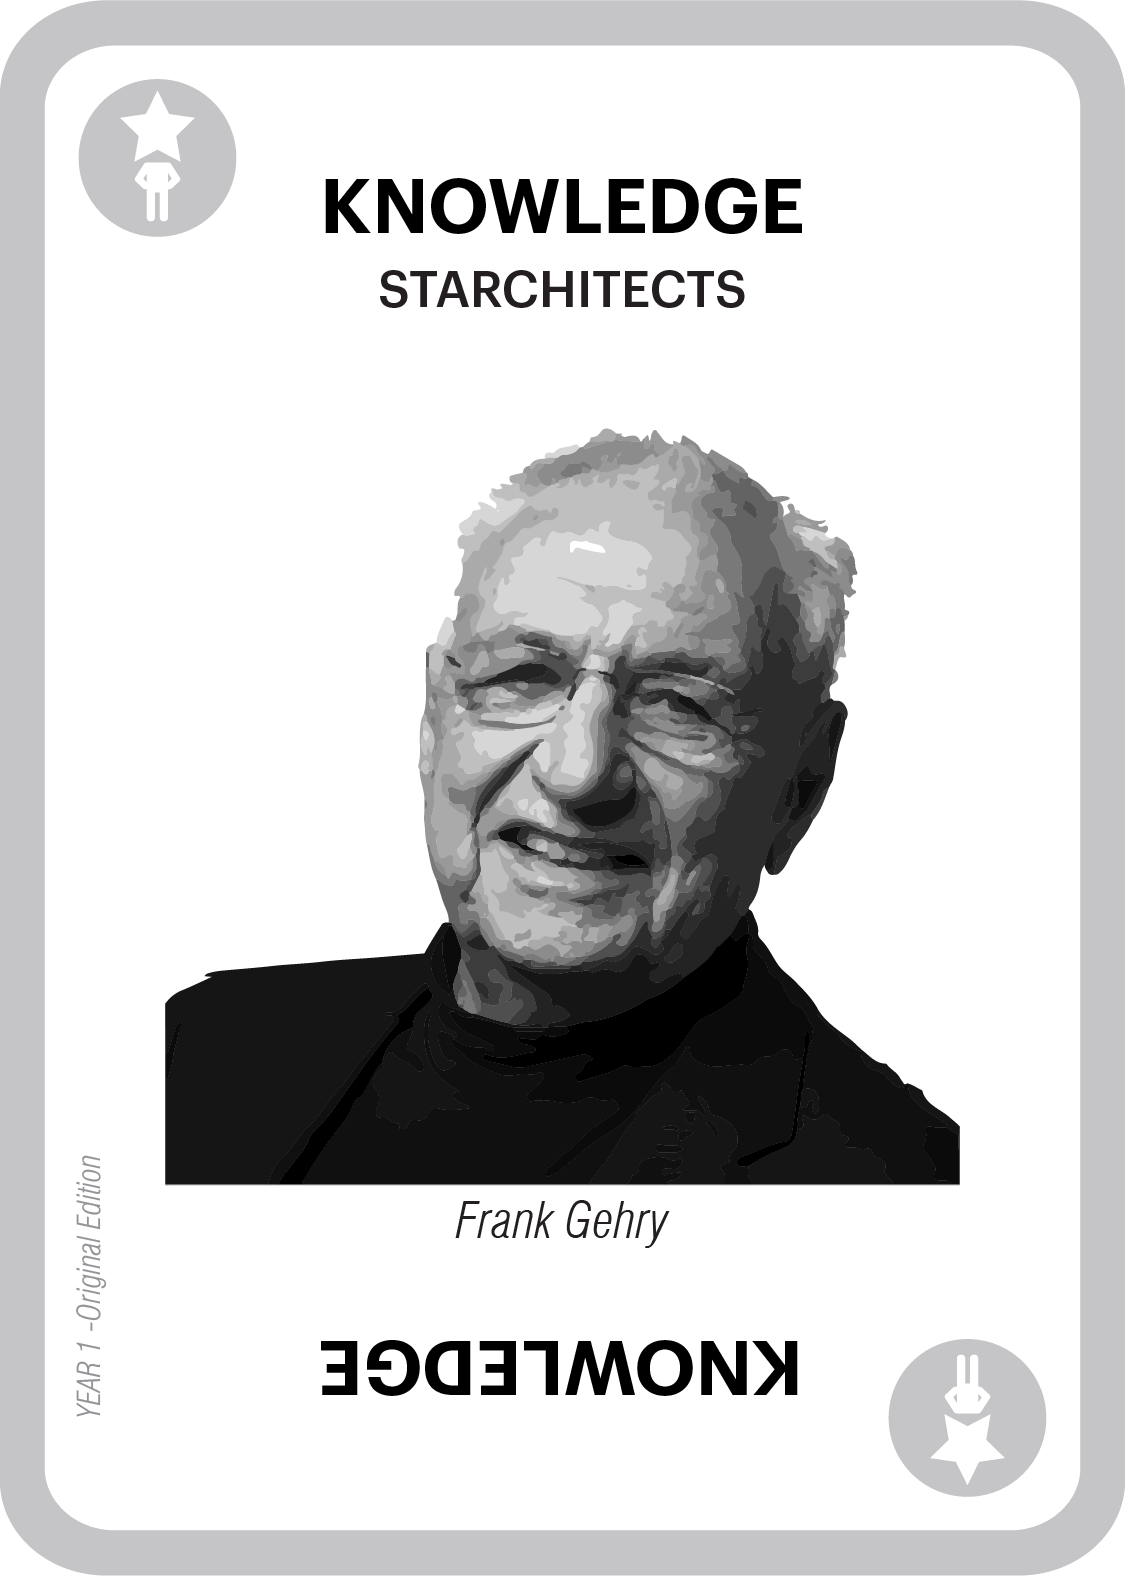 KNOWLEDGE
STARCHITECTS
Frank Gehry
YEAR 1 -Original Edition
KNOWLEDGE